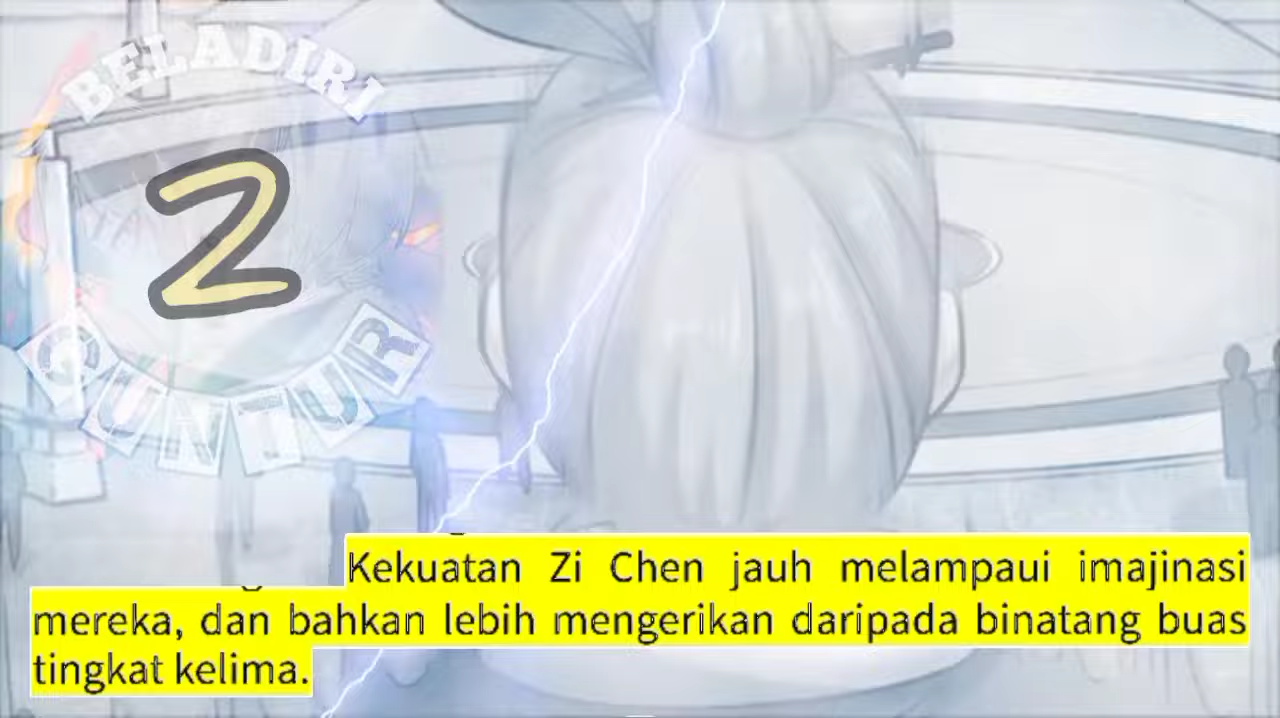 BELADIRI
2
GUNTUR
Kekuatan Zi Chen jauh melampaui imajinasi
mereka, dan bahkan lebih mengerikan daripada binatang buas
tingkat kelima.